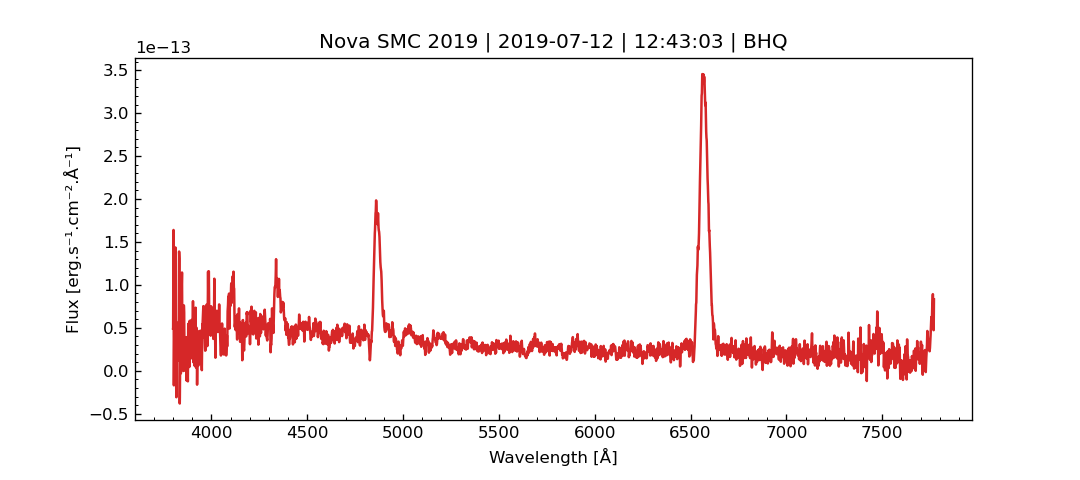 Nova SMC 2019 | 2019-07-12 | 12:43:03 | BHQ
1e−13
3.5
3.0
2.5
2.0
1.5
1.0
0.5
0.0
−0.5
Flux [erg.s⁻¹.cm⁻².Å⁻¹]
4000 4500 5000 5500 6000 6500 7000 7500
Wavelength [Å]